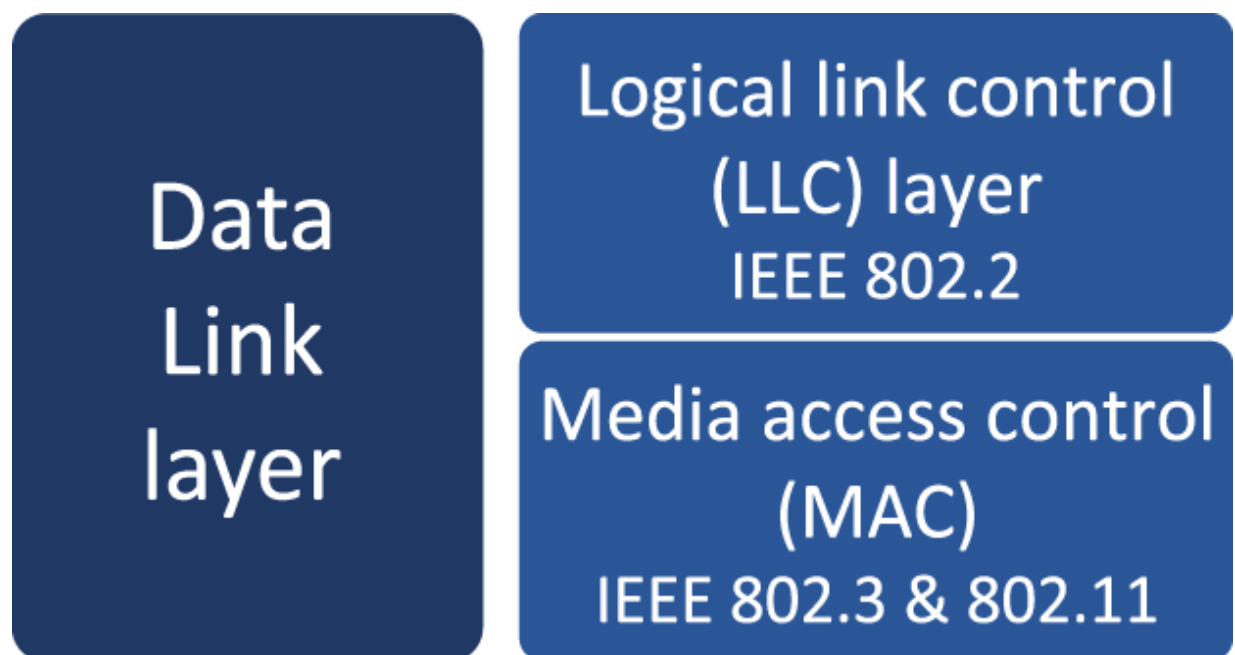 Data
Link
layer
Logical link control
(LLC) layer
IEEE 802.2
Media access control
(MAC)
IEEE 802.3 & 802.11